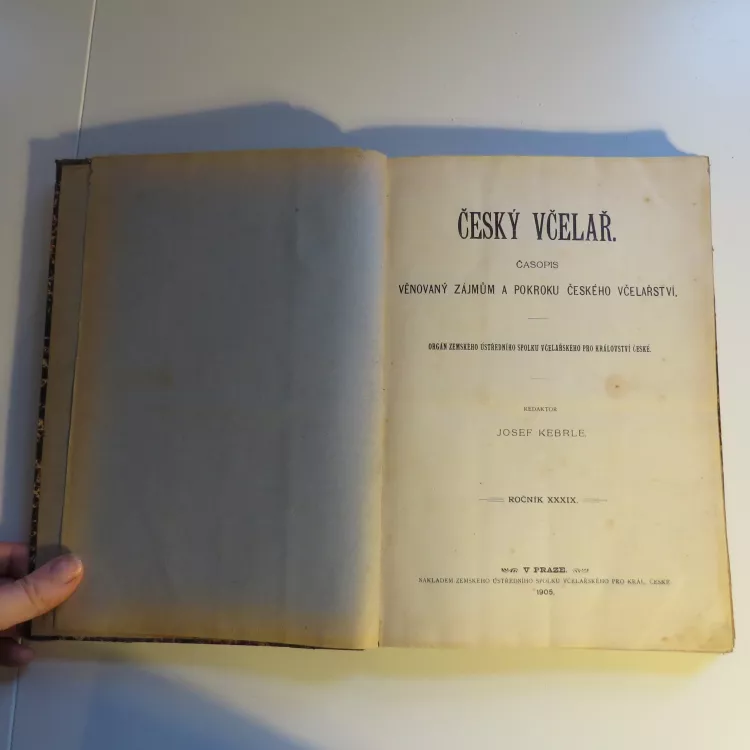 ČESKÝ VČELAŘ.
ČASOPIS
VĚNOVANÝ ZÁJMŮM A POKROKU ČESKÉHO VČELAŘSTVÍ.
ORGÁN ZEMSKÉHO ÚSTŘEDNÍHO SPOLKU VČELAŘSKÉHO PRO KRÁLOVSTVÍ ČESKÉ.
REDAKTOR
JOSEF KEBRLE
ROČNÍK XXXIX.
V PRAZE.
NÁKLADEM ZEMSKÉHO ÚSTŘEDNÍHO SPOLKU VČELAŘSKÉHO PRO KRÁL. ČESKÉ
1905.